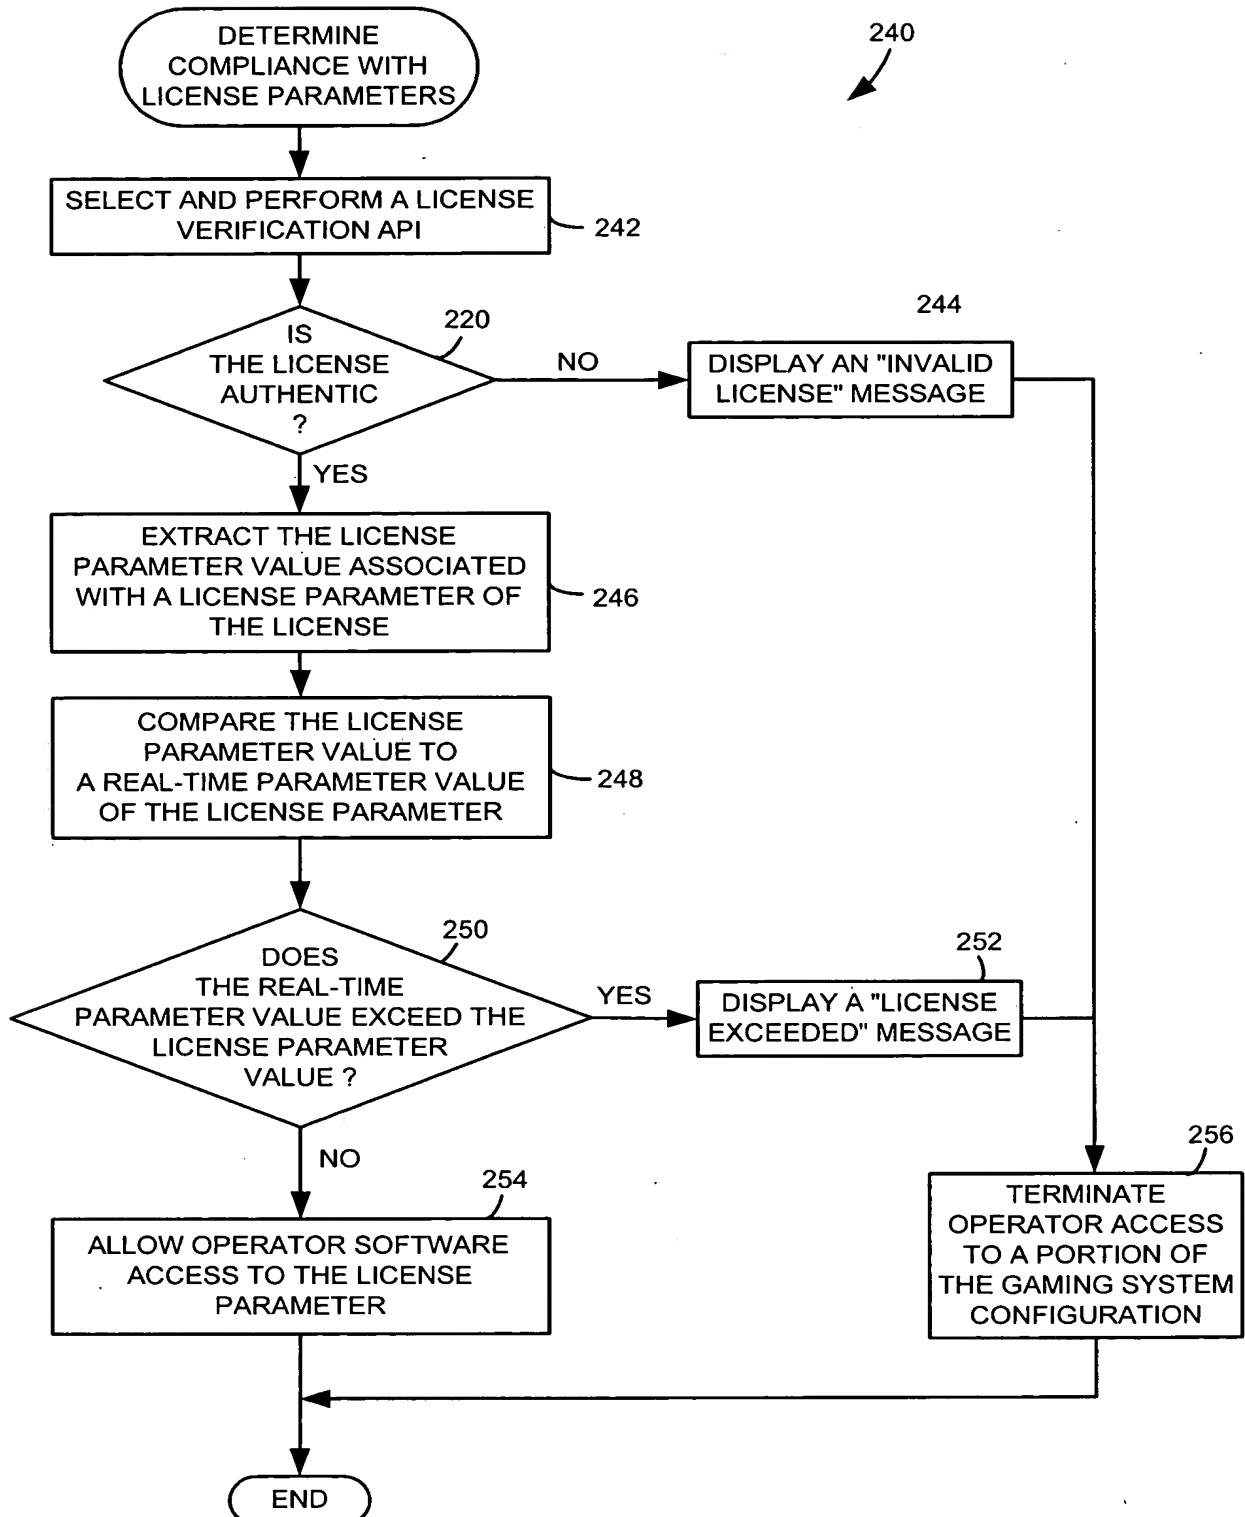 DETERMINE
COMPLIANCE WITH
LICENSE PARAMETERS
240
SELECT AND PERFORM A LICENSE
VERIFICATION API
242
IS
THE LICENSE
AUTHENTIC
?
220
NO
244
DISPLAY AN "INVALID
LICENSE" MESSAGE
YES
EXTRACT THE LICENSE
PARAMETER VALUE ASSOCIATED
WITH A LICENSE PARAMETER OF
THE LICENSE
246
COMPARE THE LICENSE
PARAMETER VALUE TO
A REAL-TIME PARAMETER VALUE
OF THE LICENSE PARAMETER
248
DOES
THE REAL-TIME
PARAMETER VALUE EXCEED THE
LICENSE PARAMETER
VALUE ?
250
YES
252
DISPLAY A "LICENSE
EXCEEDED" MESSAGE
NO
254
ALLOW OPERATOR SOFTWARE
ACCESS TO THE LICENSE
PARAMETER
256
TERMINATE
OPERATOR ACCESS
TO A PORTION OF
THE GAMING SYSTEM
CONFIGURATION
END